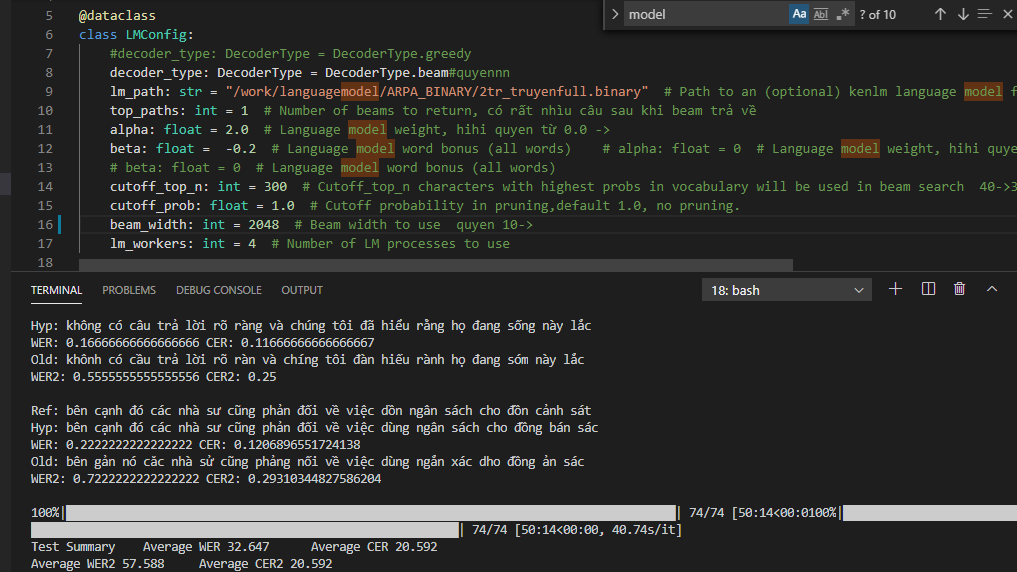 model Aa Abl .* ? of 10
5 @dataclass
6 class LMConfig:
7 #decoder_type: DecoderType = DecoderType.greedy
8 decoder_type: DecoderType = DecoderType.beam#quyennn
9 lm_path: str = "/work/languagemodel/ARPA_BINARY/2tr_truyenfull.binary"  # Path to an (optional) kenlm language model f
10 top_paths: int = 1  # Number of beams to return, có rất nhìu câu sau khi beam trả về
11 alpha: float = 2.0  # Language model weight, hihi quyen từ 0.0 ->
12 beta: float =  -0.2  # Language model word bonus (all words)    # alpha: float = 0  # Language model weight, hihi quye
13 # beta: float = 0  # Language model word bonus (all words)
14 cutoff_top_n: int = 300  # Cutoff_top_n characters with highest probs in vocabulary will be used in beam search  40->3
15 cutoff_prob: float = 1.0  # Cutoff probability in pruning,default 1.0, no pruning.
16 beam_width: int = 2048  # Beam width to use  quyen 10->
17 lm_workers: int = 4  # Number of LM processes to use
18
TERMINAL PROBLEMS DEBUG CONSOLE OUTPUT 18: bash
Hyp: không có câu trả lời rõ ràng và chúng tôi đã hiểu rằng họ đang sống này lắc
WER: 0.16666666666666666 CER: 0.11666666666666667
Old: khônh có cầu trả lời rõ ràn và chíng tôi đàn hiếu rành họ đang sóm này lắc
WER2: 0.5555555555555556 CER2: 0.25
Ref: bên cạnh đó các nhà sư cũng phản đối về việc dồn ngân sách cho đồn cảnh sát
Hyp: bên cạnh đó các nhà sư cũng phản đối về việc dùng ngân sách cho đồng bán sác
WER: 0.2222222222222222 CER: 0.1206896551724138
Old: bên gản nó căc nhà sử cũng phảng nối về việc dùng ngắn xác dho đồng ản sác
WER2: 0.7222222222222222 CER2: 0.29310344827586204
100%| | 74/74 [50:14<00:0100%|
| 74/74 [50:14<00:00, 40.74s/it]
Test Summary    Average WER 32.647      Average CER 20.592
Average WER2 57.588     Average CER2 20.592